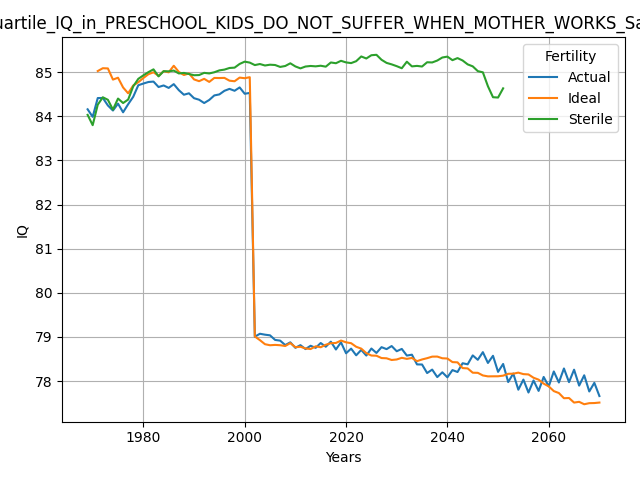 uartile_IQ_in_PRESCHOOL_KIDS_DO_NOT_SUFFER_WHEN_MOTHER_WORKS_Sa
Fertility
Actual
Ideal
Sterile
85
84
83
82
81
80
79
78
IQ
1980
2000
2020
2040
2060
Years